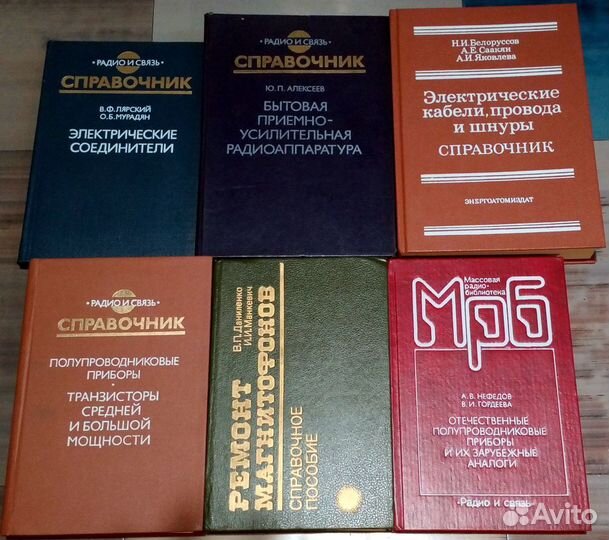 РАДИО И СВЯЗЬ
СПРАВОЧНИК
В.Ф. ЛЯРСКИЙ
О.Б. МУРАДЯН
ЭЛЕКТРИЧЕСКИЕ
СОЕДИНИТЕЛИ
РАДИО И СВЯЗЬ
СПРАВОЧНИК
Ю. П. АЛЕКСЕЕВ
БЫТОВАЯ
ПРИЕМНО-
УСИЛИТЕЛЬНАЯ
РАДИОАППАРАТУРА
Н.И. Белоруссов
А.Е. Саакян
А.И. Яковлева
Электрические
кабели, провода
и шнуры
СПРАВОЧНИК
ЭНЕРГОАТОМИЗДАТ
РАДИО И СВЯЗЬ
СПРАВОЧНИК
ПОЛУПРОВОДНИКОВЫЕ
ПРИБОРЫ
ТРАНЗИСТОРЫ
СРЕДНЕЙ
И БОЛЬШОЙ
МОЩНОСТИ
В.П. Даниленко
И.И. Манкевич
РЕМОНТ
МАГНИТОФОНОВ
СПРАВОЧНОЕ
ПОСОБИЕ
Массовая
радио-
библиотека
МРБ
А. В. НЕФЕДОВ
В. И. ГОРДЕЕВА
ОТЕЧЕСТВЕННЫЕ
ПОЛУПРОВОДНИКОВЫЕ
ПРИБОРЫ
И ИХ ЗАРУБЕЖНЫЕ
АНАЛОГИ
Радио и связь
Avito